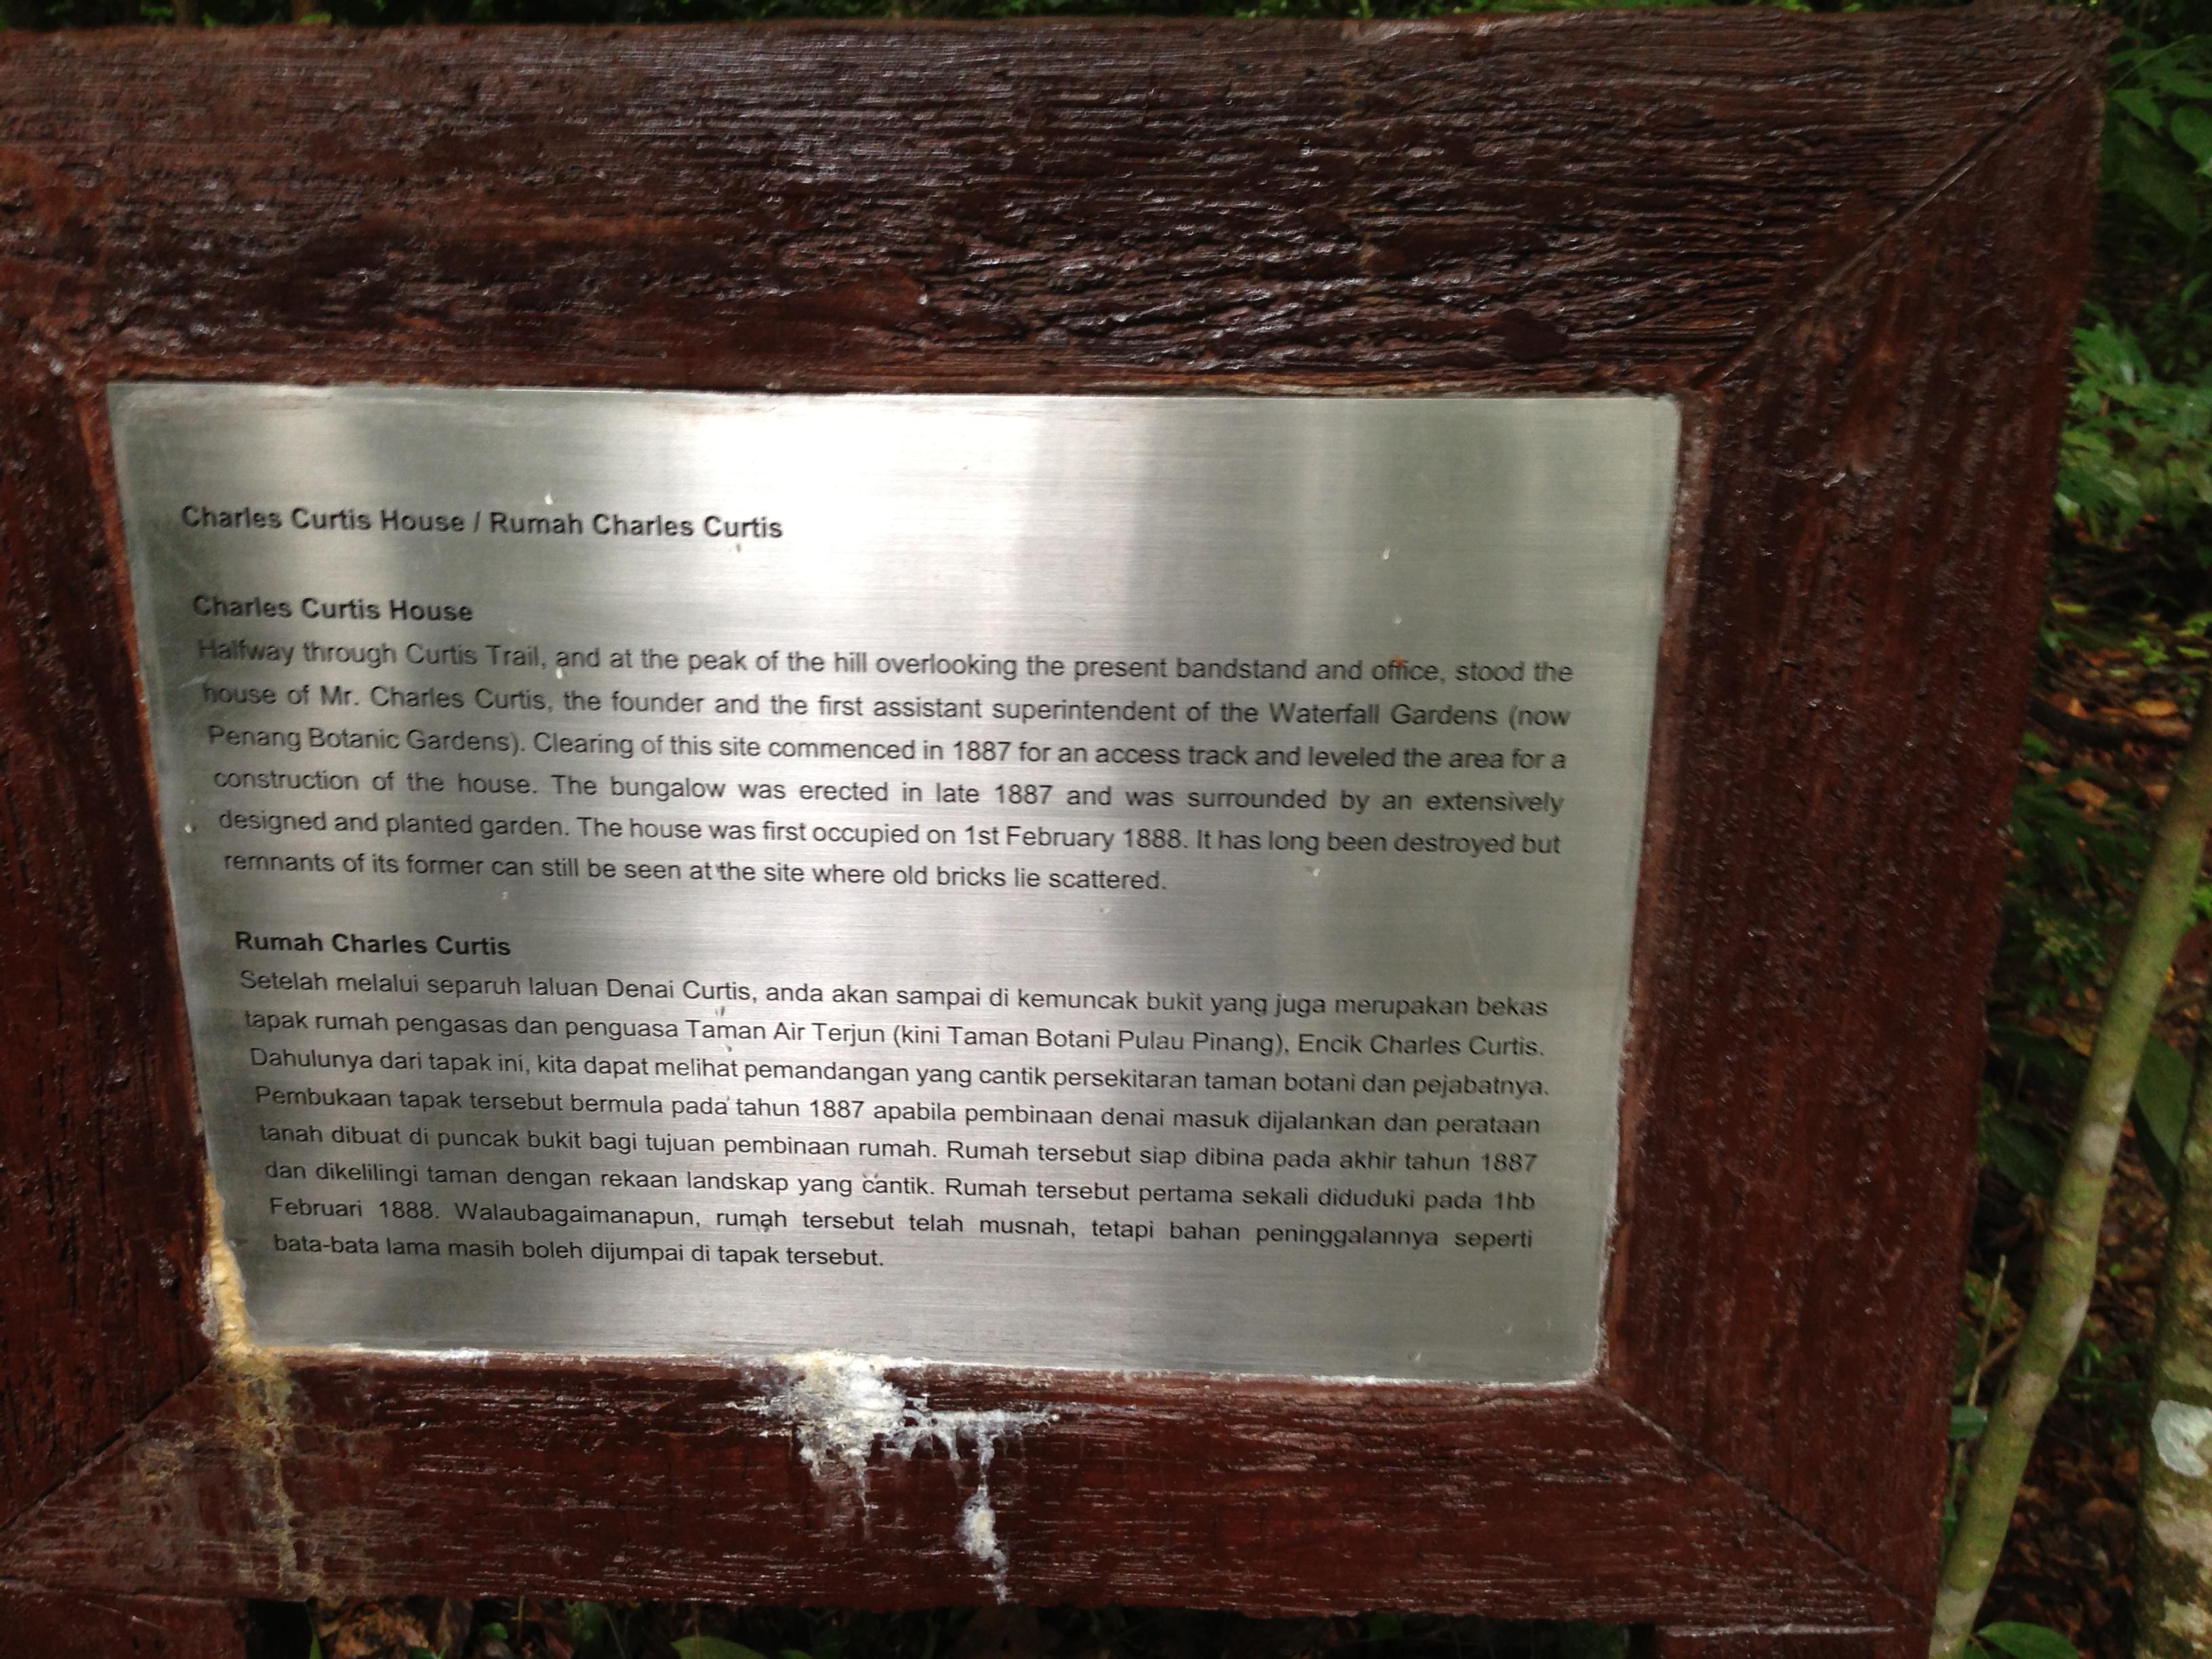 Charles Curtis House / Rumah Charles Curtis
Charles Curtis House
Halfway through Curtis Trail, and at the peak of the hill overlooking the present bandstand and office, stood the
house of Mr. Charles Curtis, the founder and the first assistant superintendent of the Waterfall Gardens (now
Penang Botanic Gardens). Clearing of this site commenced in 1887 for an access track and leveled the area for a
construction of the house. The bungalow was erected in late 1887 and was surrounded by an extensively
designed and planted garden. The house was first occupied on 1st February 1888. It has long been destroyed but
remnants of its former can still be seen at the site where old bricks lie scattered.
Rumah Charles Curtis
Setelah melalui separuh laluan Denai Curtis, anda akan sampai di kemuncak bukit yang juga merupakan bekas
tapak rumah pengasas dan penguasa Taman Air Terjun (kini Taman Botani Pulau Pinang), Encik Charles Curtis.
Dahulunya dari tapak ini, kita dapat melihat pemandangan yang cantik persekitaran taman botani dan pejabatnya.
Pembukaan tapak tersebut bermula pada tahun 1887 apabila pembinaan denai masuk dijalankan dan perataan
tanah dibuat di puncak bukit bagi tujuan pembinaan rumah. Rumah tersebut siap dibina pada akhir tahun 1887
dan dikelilingi taman dengan rekaan landskap yang cantik. Rumah tersebut pertama sekali diduduki pada 1hb
Februari 1888. Walaubagaimanapun, rumah tersebut telah musnah, tetapi bahan peninggalannya seperti
bata-bata lama masih boleh dijumpai di tapak tersebut.